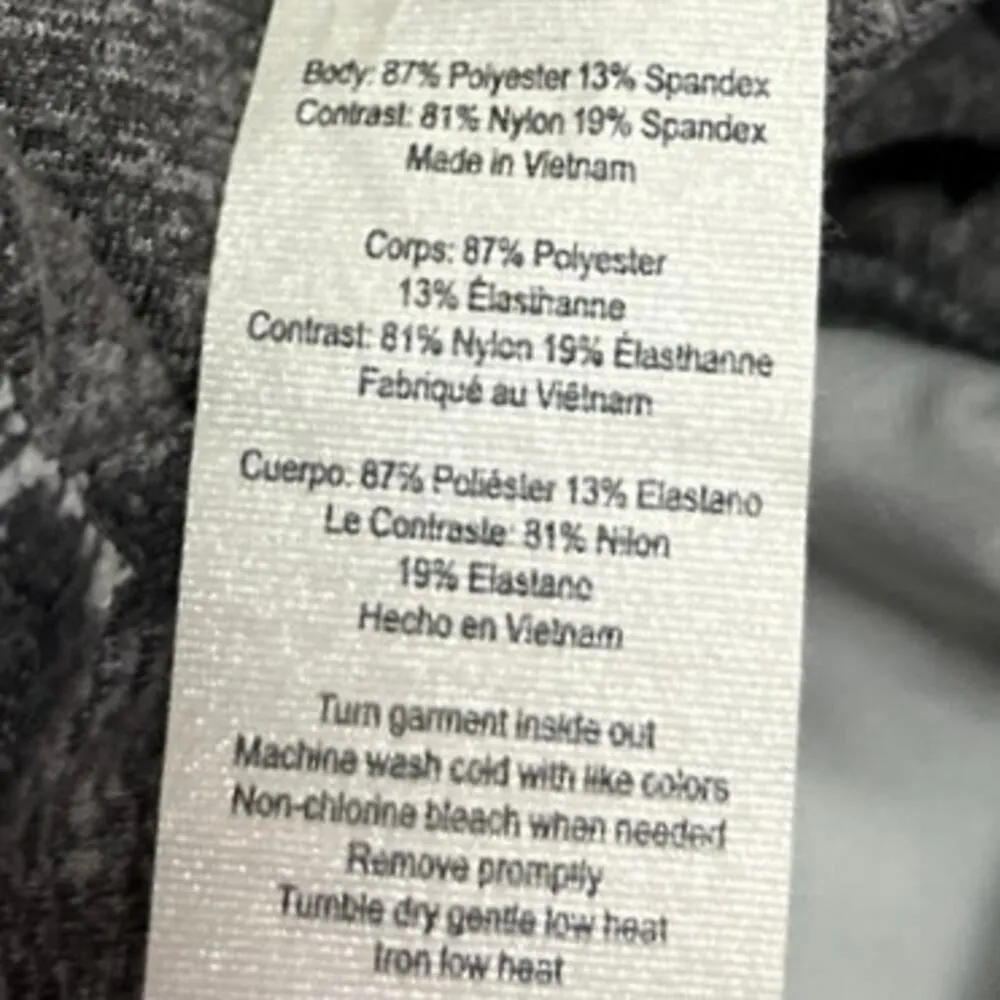 Body: 87% Polyester 13% Spandex
Contrast: 81% Nylon 19% Spandex
Made in Vietnam
Corps: 87% Polyester
13% Élasthanne
Contrast: 81% Nylon 19% Élasthanne
Fabriqué au Viêtnam
Cuerpo: 87% Poliéster 13% Elastano
Le Contraste: 81% Nilon
19% Elastano
Hecho en Vietnam
Turn garment inside out
Machine wash cold with like colors
Non-chlorine bleach when needed
Remove promptly
Tumble dry gentle low heat
Iron low heat